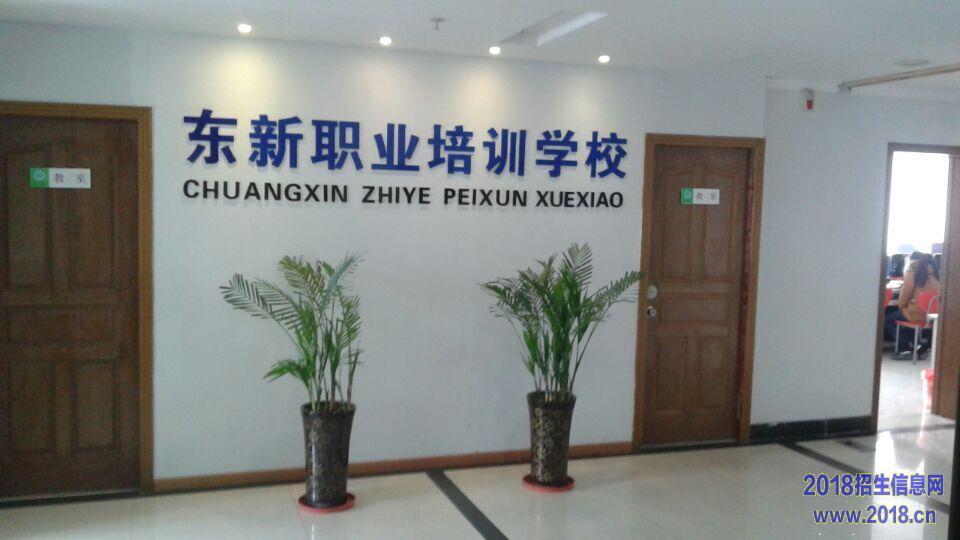 东新职业培训学校
CHUANGXIN ZHIYE PEIXUN XUEXIAO
教室
教室
2018招生信息网
www.2018.cn